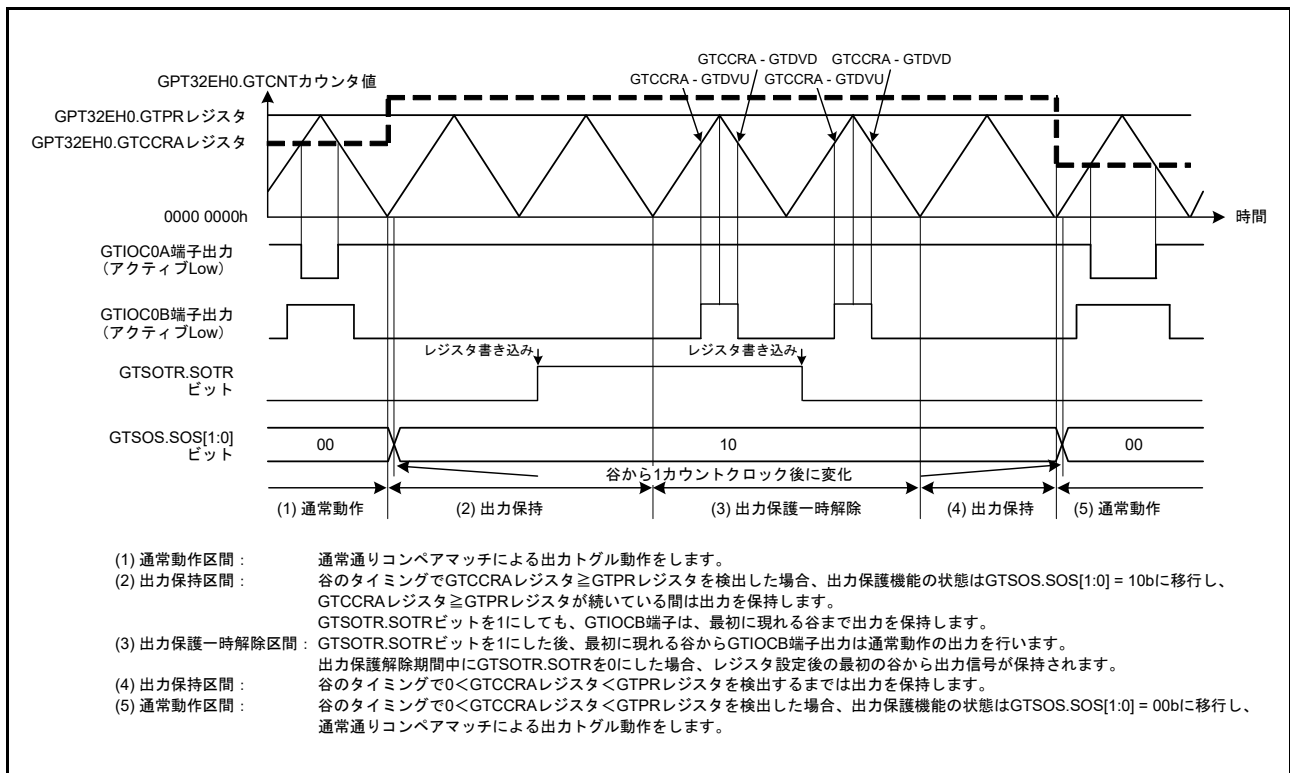 GTCCRA - GTDVD GTCCRA - GTDVD
GPT32EH0.GTCNTカウンタ値
GTCCRA - GTDVU GTCCRA - GTDVU
GPT32EH0.GTPRレジスタ
GPT32EH0.GTCCRAレジスタ
0000 0000h
時間
GTIOC0A端子出力
（アクティブLow）
GTIOC0B端子出力
（アクティブLow）
レジスタ書き込み
レジスタ書き込み
GTSOTR.SOTR
ビット
GTSOS.SOS[1:0]
ビット
00
10
00
谷から1カウントクロック後に変化
(1) 通常動作
(2) 出力保持
(3) 出力保護一時解除
(4) 出力保持
(5) 通常動作
(1) 通常動作区間： 通常通りコンペアマッチによる出力トグル動作をします。
(2) 出力保持区間： 谷のタイミングでGTCCRAレジスタ≧GTPRレジスタを検出した場合、出力保護機能の状態はGTSOS.SOS[1:0] = 10bに移行し、
GTCCRAレジスタ≧GTPRレジスタが続いている間は出力を保持します。
GTSOTR.SOTRビットを1にしても、GTIOCB端子は、最初に現れる谷まで出力を保持します。
(3) 出力保護一時解除区間： GTSOTR.SOTRビットを1にした後、最初に現れる谷からGTIOCB端子出力は通常動作の出力を行います。
出力保護解除期間中にGTSOTR.SOTRを0にした場合、レジスタ設定後の最初の谷から出力信号が保持されます。
(4) 出力保持区間： 谷のタイミングで0＜GTCCRAレジスタ＜GTPRレジスタを検出するまでは出力を保持します。
(5) 通常動作区間： 谷のタイミングで0＜GTCCRAレジスタ＜GTPRレジスタを検出した場合、出力保護機能の状態はGTSOS.SOS[1:0] = 00bに移行し、
通常通りコンペアマッチによる出力トグル動作をします。